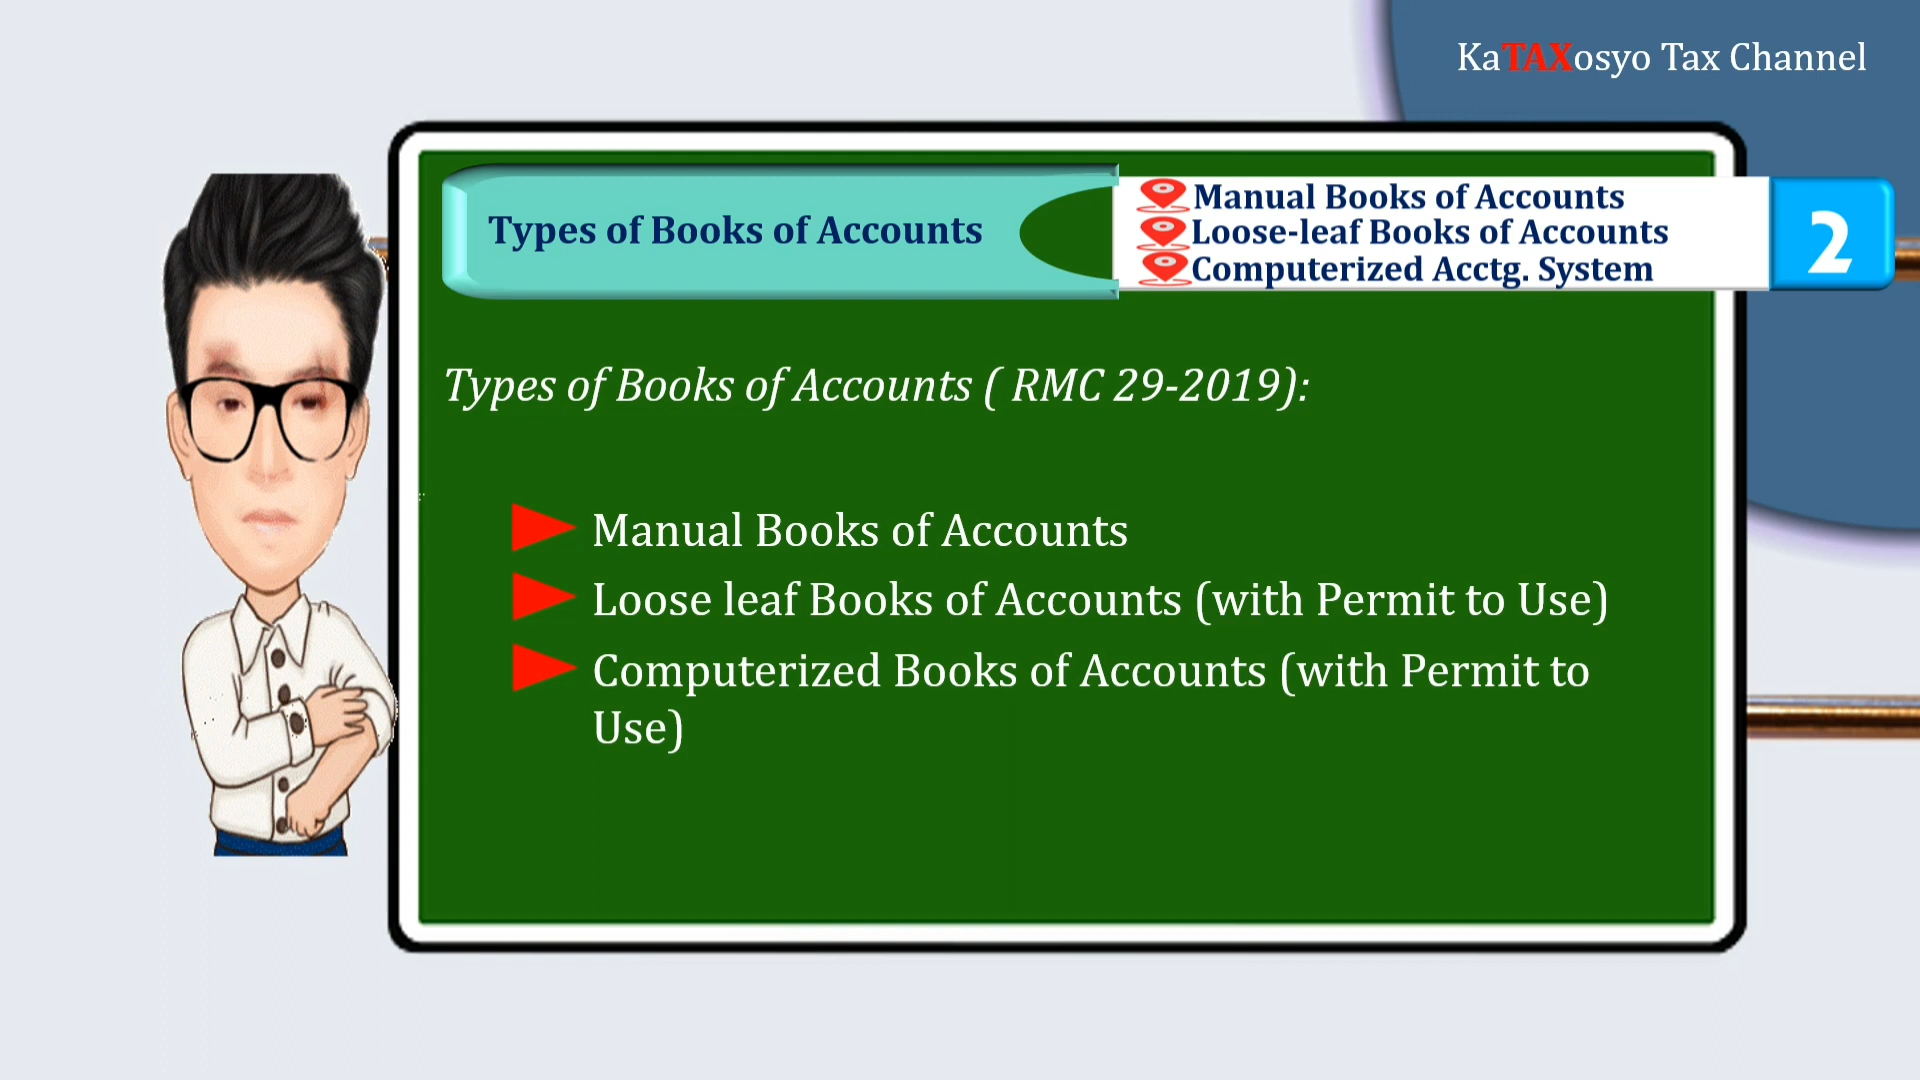 KaTAXosyo Tax Channel
Types of Books of Accounts
Manual Books of Accounts
Loose-leaf Books of Accounts
Computerized Acctg. System
2
Types of Books of Accounts ( RMC 29-2019):
Manual Books of Accounts
Loose leaf Books of Accounts (with Permit to Use)
Computerized Books of Accounts (with Permit to
Use)